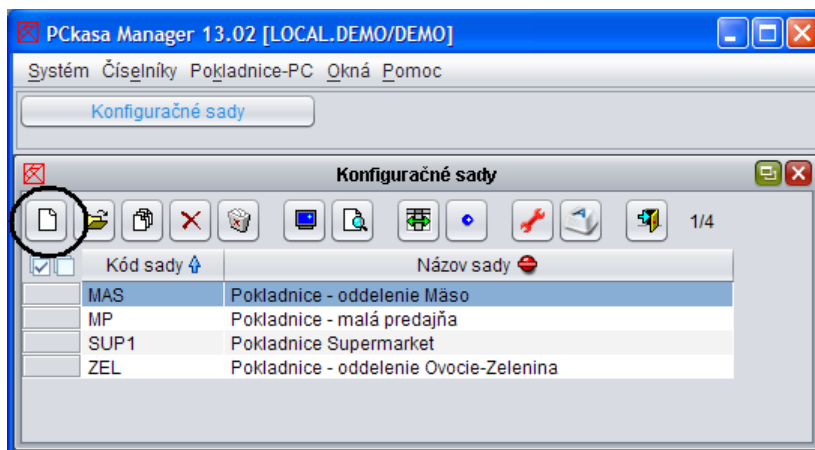 PCkasa Manager 13.02 [LOCAL.DEMO/DEMO]
Systém Číselníky Pokladnice-PC Okná Pomoc
Konfiguračné sady
Konfiguračné sady
1/4
Kód sady Názov sady
MAS Pokladnice - oddelenie Mäso
MP Pokladnice - malá predajňa
SUP1 Pokladnice Supermarket
ZEL Pokladnice - oddelenie Ovocie-Zelenina